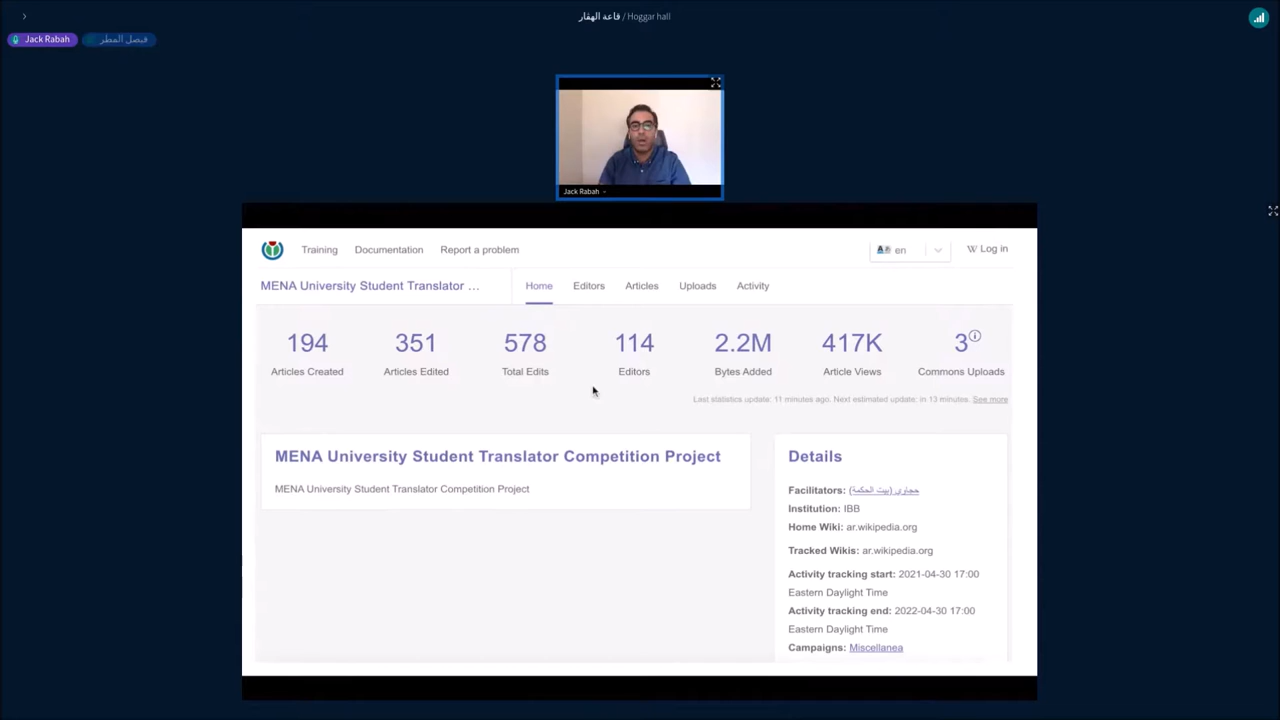 قاعة الهڨار / Hoggar hall
Jack Rabah
فيصل المطر
Jack Rabah
Training Documentation Report a problem
en
Log in
MENA University Student Translator ...
Home Editors Articles Uploads Activity
194 351 578 114 2.2M 417K 3
Articles Created Articles Edited Total Edits Editors Bytes Added Article Views Commons Uploads
Last statistics update: 11 minutes ago. Next estimated update: in 13 minutes. See more
MENA University Student Translator Competition Project
MENA University Student Translator Competition Project
Details
Facilitators: حجاوي (بيت الحكمة)
Institution: IBB
Home Wiki: ar.wikipedia.org
Tracked Wikis: ar.wikipedia.org
Activity tracking start: 2021-04-30 17:00
Eastern Daylight Time
Activity tracking end: 2022-04-30 17:00
Eastern Daylight Time
Campaigns: Miscellanea